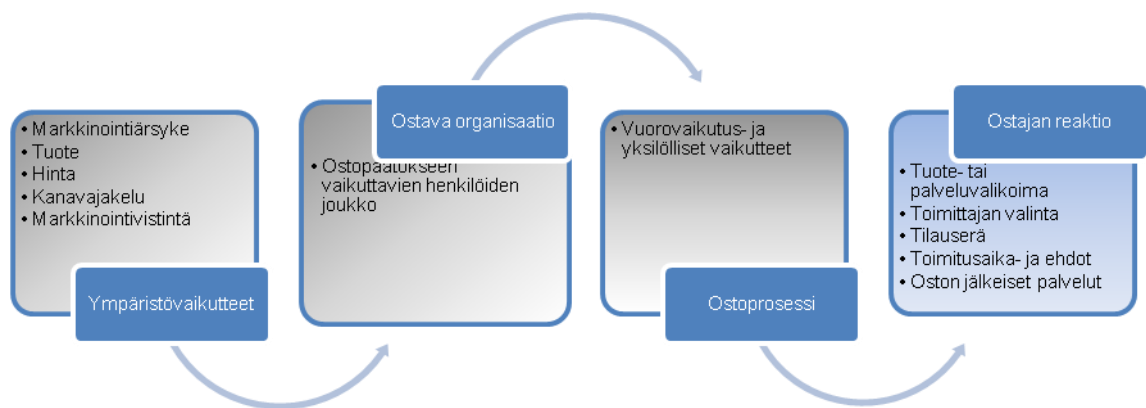 • Markkinointiärsyke
• Tuote
• Hinta
• Kanavajakelu
• Markkinointivistintä
Ympäristövaikutteet
Ostava organisaatio
• Ostopäätökseen
vaikuttavien henkilöiden
joukko
• Vuorovaikutus- ja
yksilölliset vaikutteet
Ostoprosessi
Ostajan reaktio
• Tuote- tai
palveluvalikoima
• Toimittajan valinta
• Tilauserä
• Toimitusaika- ja ehdot
• Oston jälkeiset palvelut